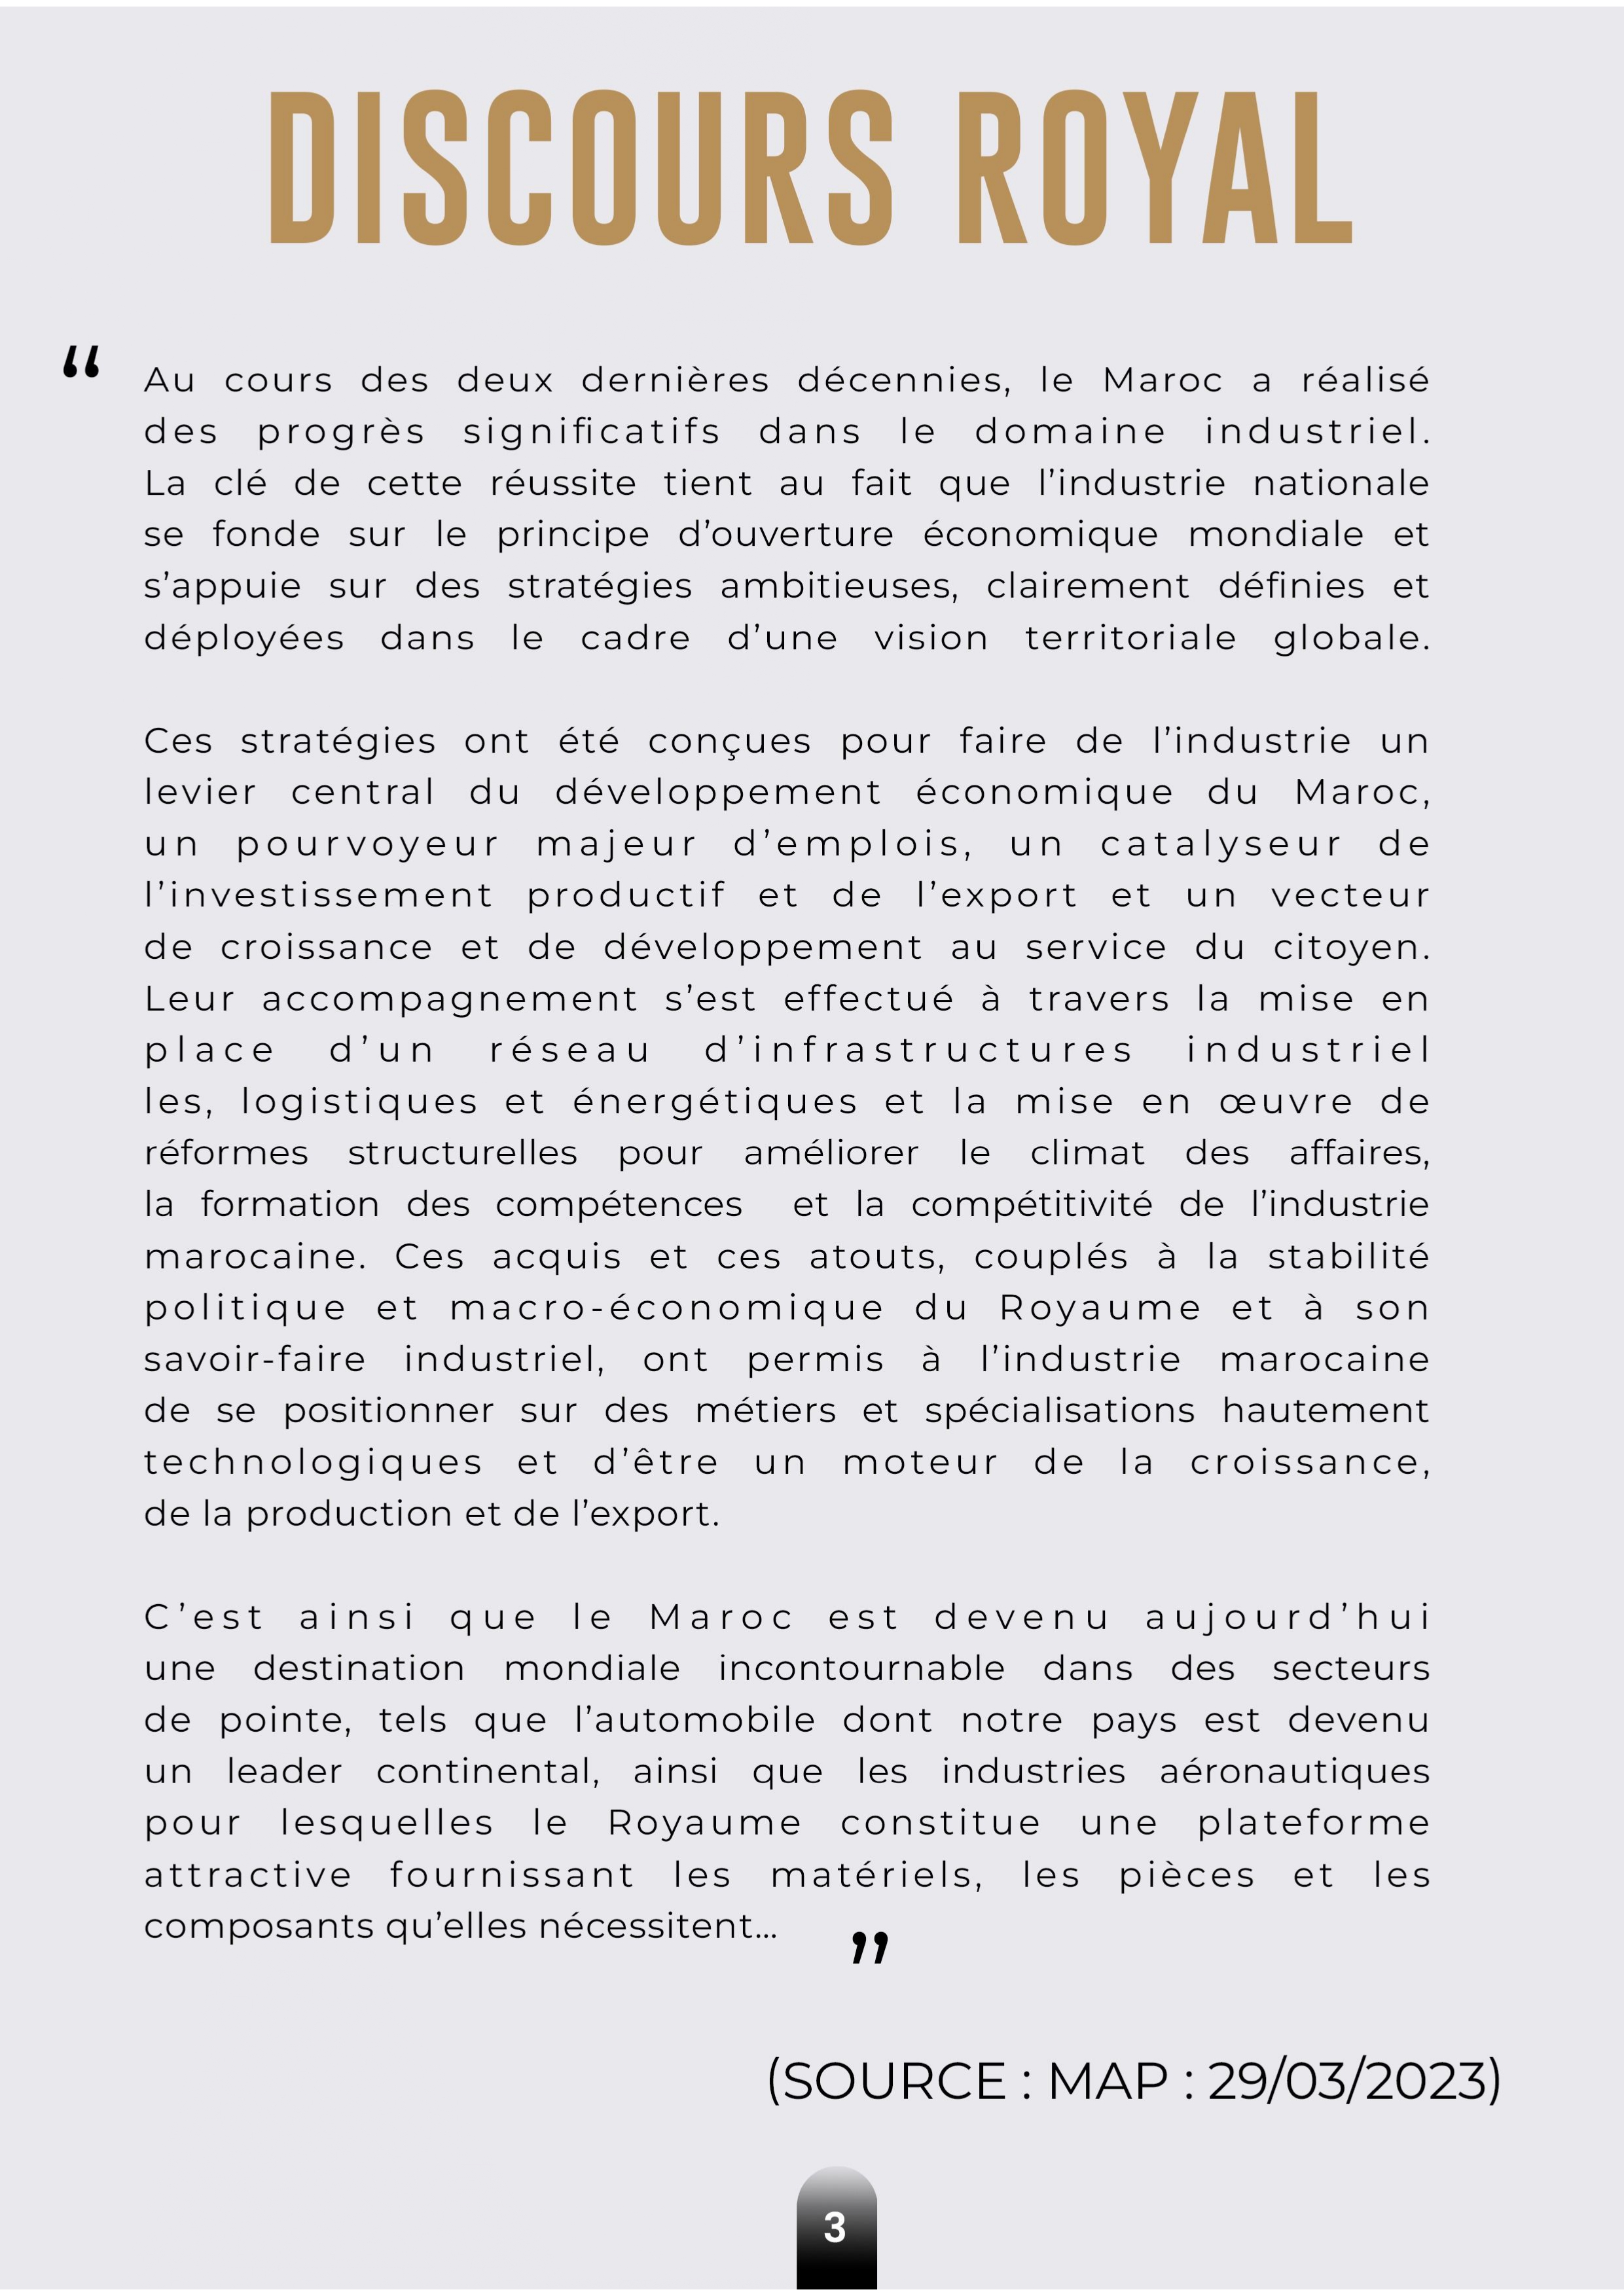 DISCOURS ROYAL
“
Au cours des deux dernières décennies, le Maroc a réalisé
des progrès significatifs dans le domaine industriel.
La clé de cette réussite tient au fait que l’industrie nationale
se fonde sur le principe d’ouverture économique mondiale et
s’appuie sur des stratégies ambitieuses, clairement définies et
déployées dans le cadre d’une vision territoriale globale.
Ces stratégies ont été conçues pour faire de l’industrie un
levier central du développement économique du Maroc,
un pourvoyeur majeur d’emplois, un catalyseur de
l’investissement productif et de l’export et un vecteur
de croissance et de développement au service du citoyen.
Leur accompagnement s’est effectué à travers la mise en
place d’un réseau d’infrastructures industriel
les, logistiques et énergétiques et la mise en œuvre de
réformes structurelles pour améliorer le climat des affaires,
la formation des compétences et la compétitivité de l’industrie
marocaine. Ces acquis et ces atouts, couplés à la stabilité
politique et macro-économique du Royaume et à son
savoir-faire industriel, ont permis à l’industrie marocaine
de se positionner sur des métiers et spécialisations hautement
technologiques et d’être un moteur de la croissance,
de la production et de l’export.
C’est ainsi que le Maroc est devenu aujourd’hui
une destination mondiale incontournable dans des secteurs
de pointe, tels que l’automobile dont notre pays est devenu
un leader continental, ainsi que les industries aéronautiques
pour lesquelles le Royaume constitue une plateforme
attractive fournissant les matériels, les pièces et les
composants qu’elles nécessitent...
”
(SOURCE : MAP : 29/03/2023)
3